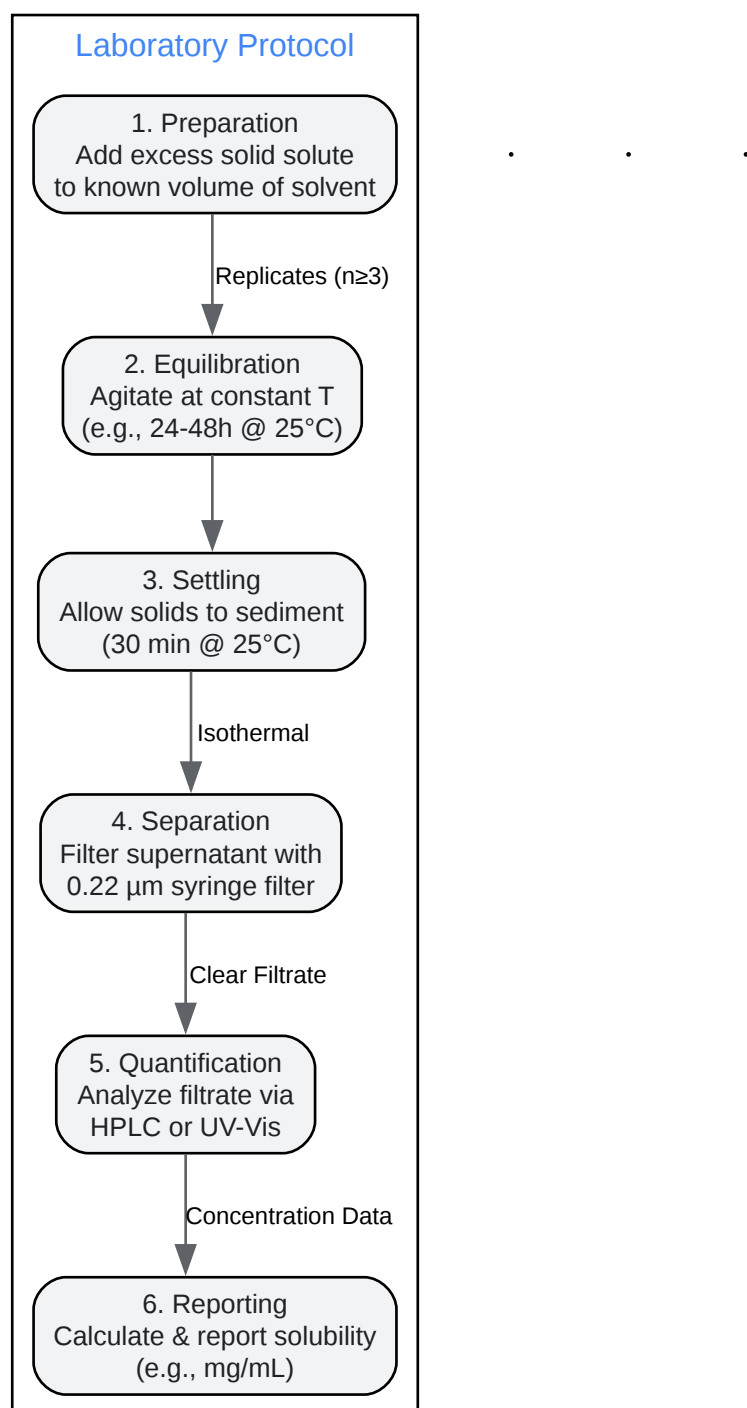 Laboratory Protocol
1. Preparation
Add excess solid solute
to known volume of solvent
Replicates (n≥3)
2. Equilibration
Agitate at constant T
(e.g., 24-48h @ 25°C)
3. Settling
Allow solids to sediment
(30 min @ 25°C)
Isothermal
4. Separation
Filter supernatant with
0.22 µm syringe filter
Clear Filtrate
5. Quantification
Analyze filtrate via
HPLC or UV-Vis
Concentration Data
6. Reporting
Calculate & report solubility
(e.g., mg/mL)